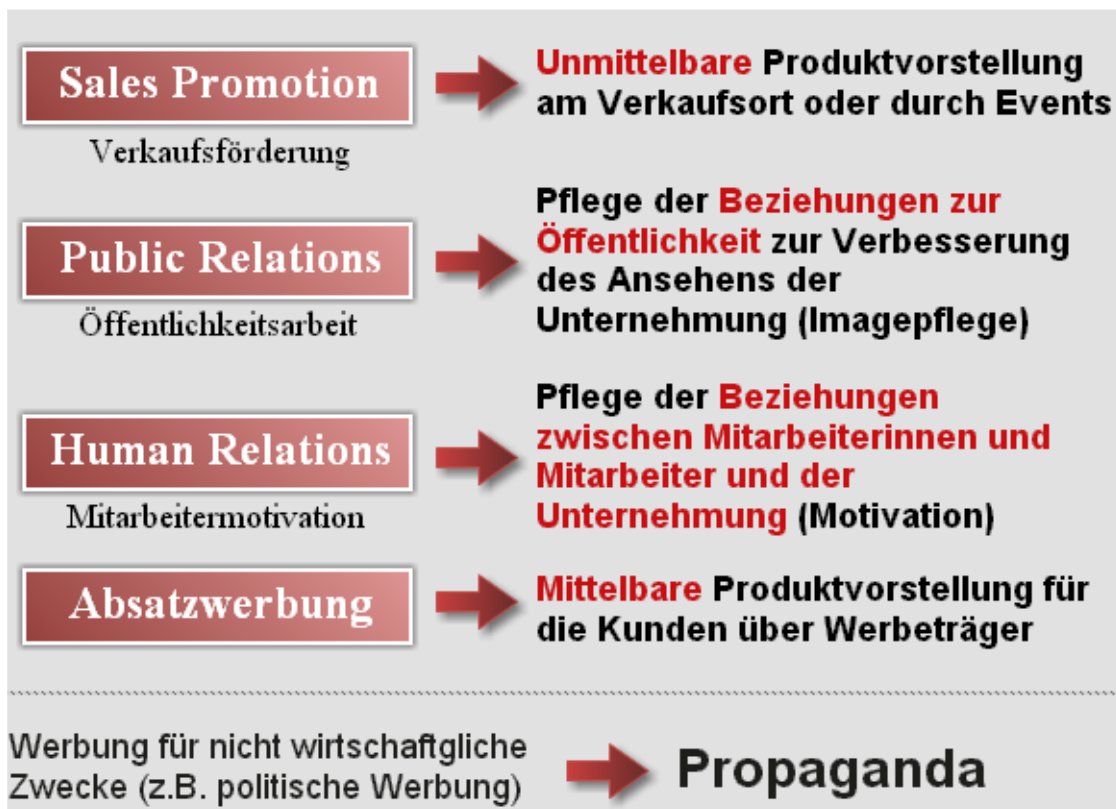 Sales Promotion
Verkaufsförderung
Unmittelbare Produktvorstellung
am Verkaufsort oder durch Events
Public Relations
Öffentlichkeitsarbeit
Pflege der Beziehungen zur
Öffentlichkeit zur Verbesserung
des Ansehens der
Unternehmung (Imagepflege)
Human Relations
Mitarbeitermotivation
Pflege der Beziehungen
zwischen Mitarbeiterinnen und
Mitarbeiter und der
Unternehmung (Motivation)
Absatzwerbung
Mittelbare Produktvorstellung für
die Kunden über Werbeträger
Werbung für nicht wirtschaftgliche
Zwecke (z.B. politische Werbung)
Propaganda